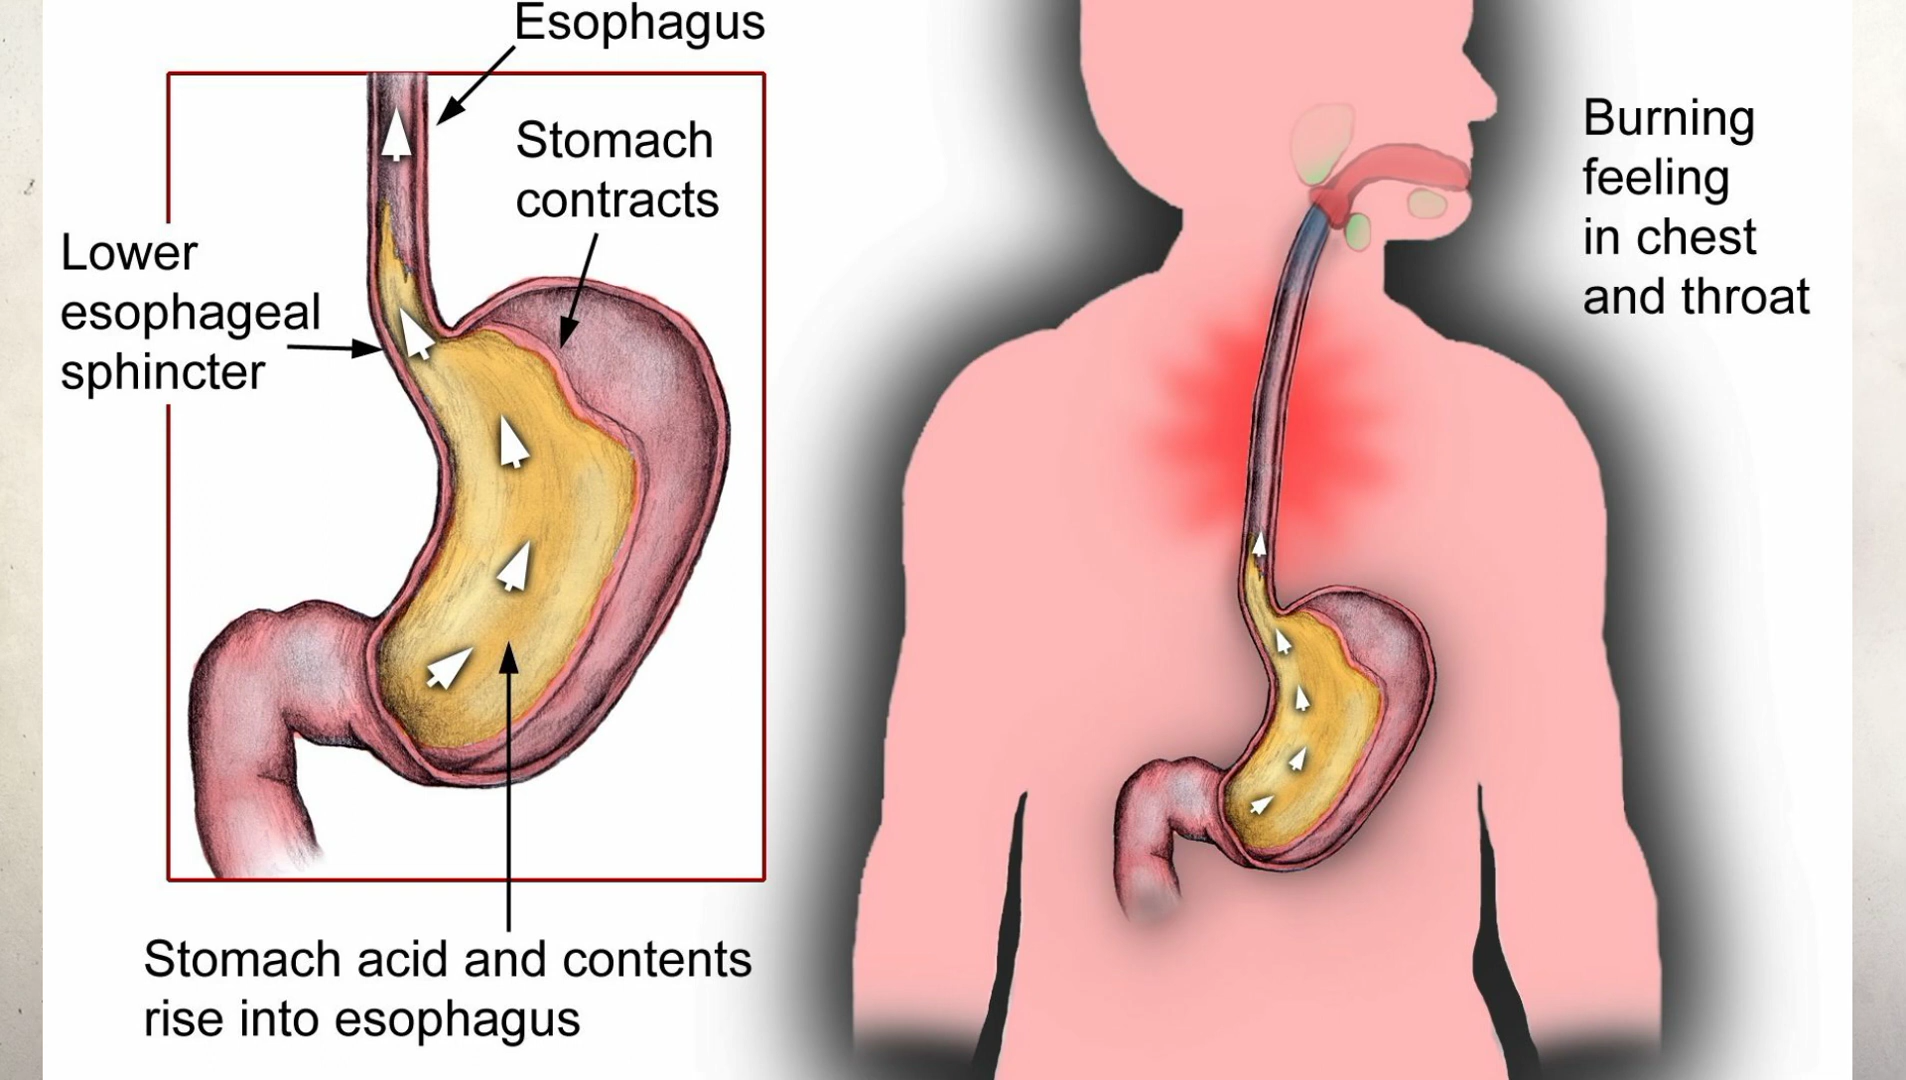 Esophagus
Stomach
contracts
Lower
esophageal
sphincter
Stomach acid and contents
rise into esophagus
Burning
feeling
in chest
and throat